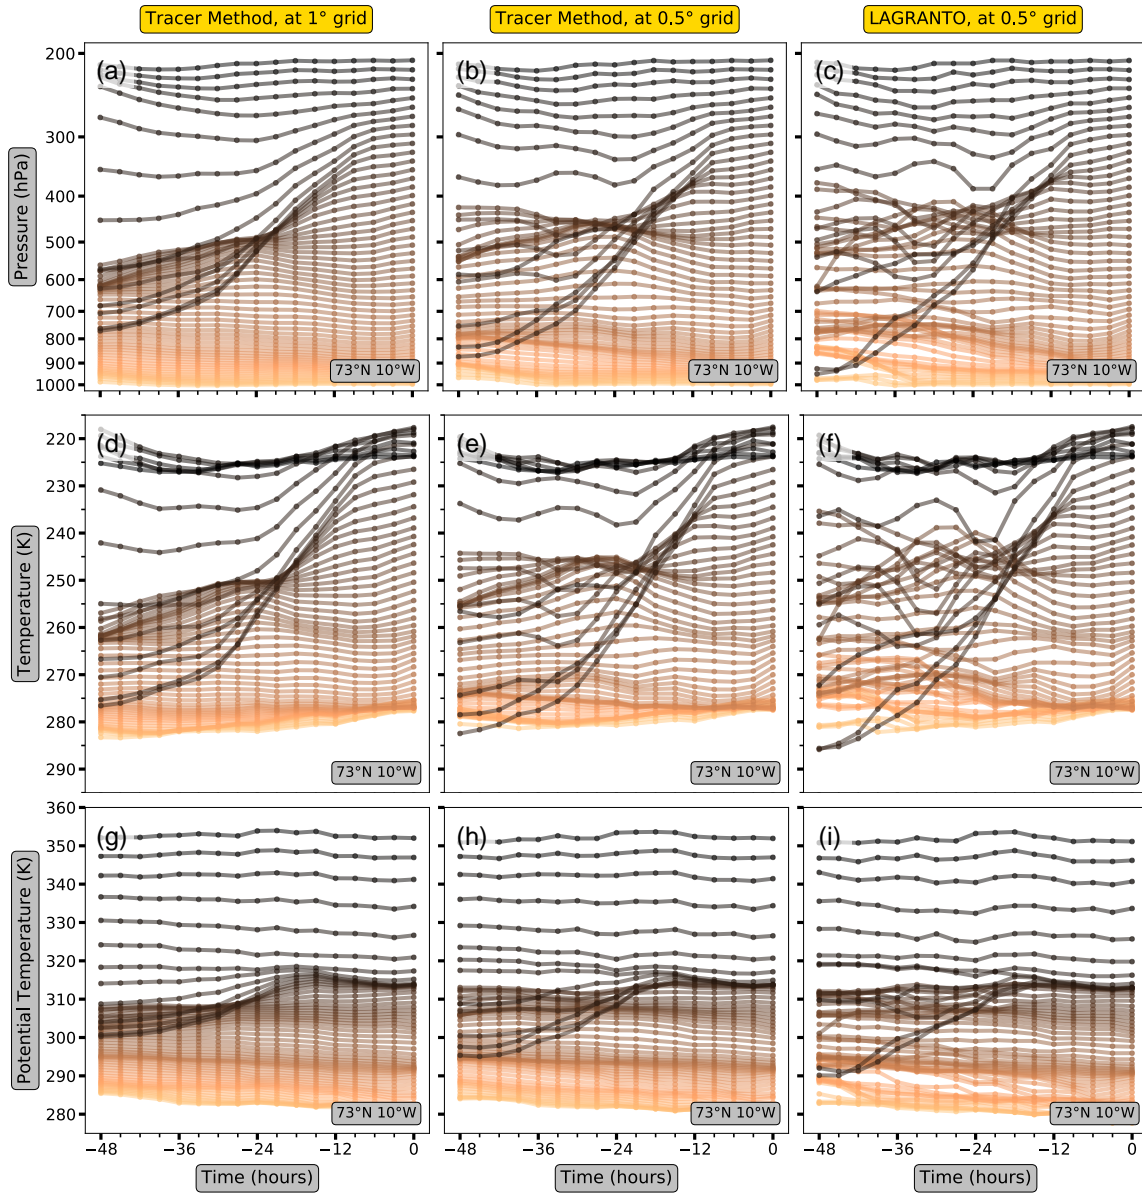 Tracer Method, at 1° grid
Tracer Method, at 0.5° grid
LAGRANTO, at 0.5° grid
Pressure (hPa)
200
300
400
500
600
700
800
900
1000
(a)
73°N 10°W
(b)
73°N 10°W
(c)
73°N 10°W
Temperature (K)
220
230
240
250
260
270
280
290
(d)
73°N 10°W
(e)
73°N 10°W
(f)
73°N 10°W
Potential Temperature (K)
360
350
340
330
320
310
300
290
280
(g)
73°N 10°W
(h)
73°N 10°W
(i)
73°N 10°W
−48 −36 −24 −12 0
−48 −36 −24 −12 0
−48 −36 −24 −12 0
Time (hours)
Time (hours)
Time (hours)